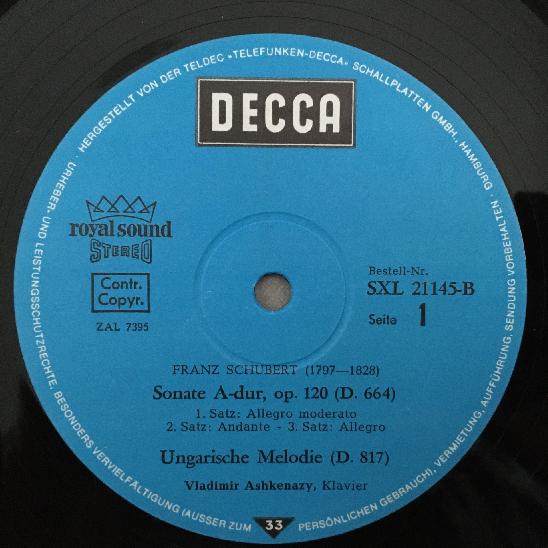 URHEBER- UND LEISTUNGSSCHUTZRECHTE, BESONDERS VERVIELFÄLTIGUNG (AUSSER ZUM PERSÖNLICHEN GEBRAUCH), VERMIETUNG, AUFFÜHRUNG, SENDUNG VORBEHALTEN
· HERGESTELLT VON DER TELDEC »TELEFUNKEN-DECCA« SCHALLPLATTEN GMBH., HAMBURG ·
DECCA
royal sound
STEREO
Contr.
Copyr.
ZAL 7395
Bestell-Nr.
SXL 21145-B
Seite 1
FRANZ SCHUBERT (1797—1828)
Sonate A-dur, op. 120 (D. 664)
1. Satz: Allegro moderato
2. Satz: Andante - 3. Satz: Allegro
Ungarische Melodie (D. 817)
Vladimir Ashkenazy, Klavier
33